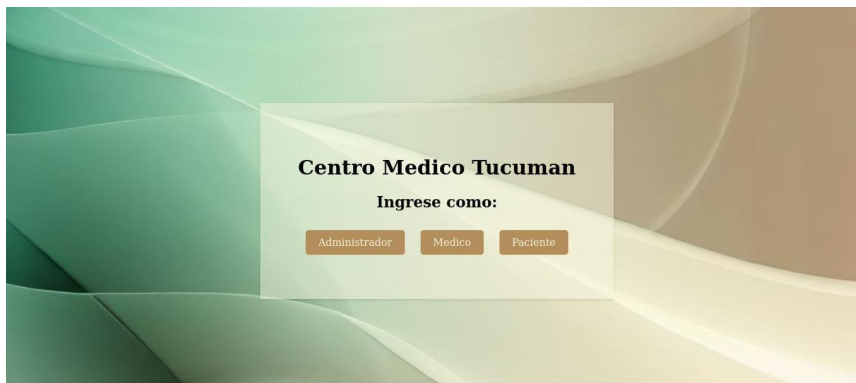 Centro Medico Tucuman
Ingrese como:
Administrador Medico Paciente